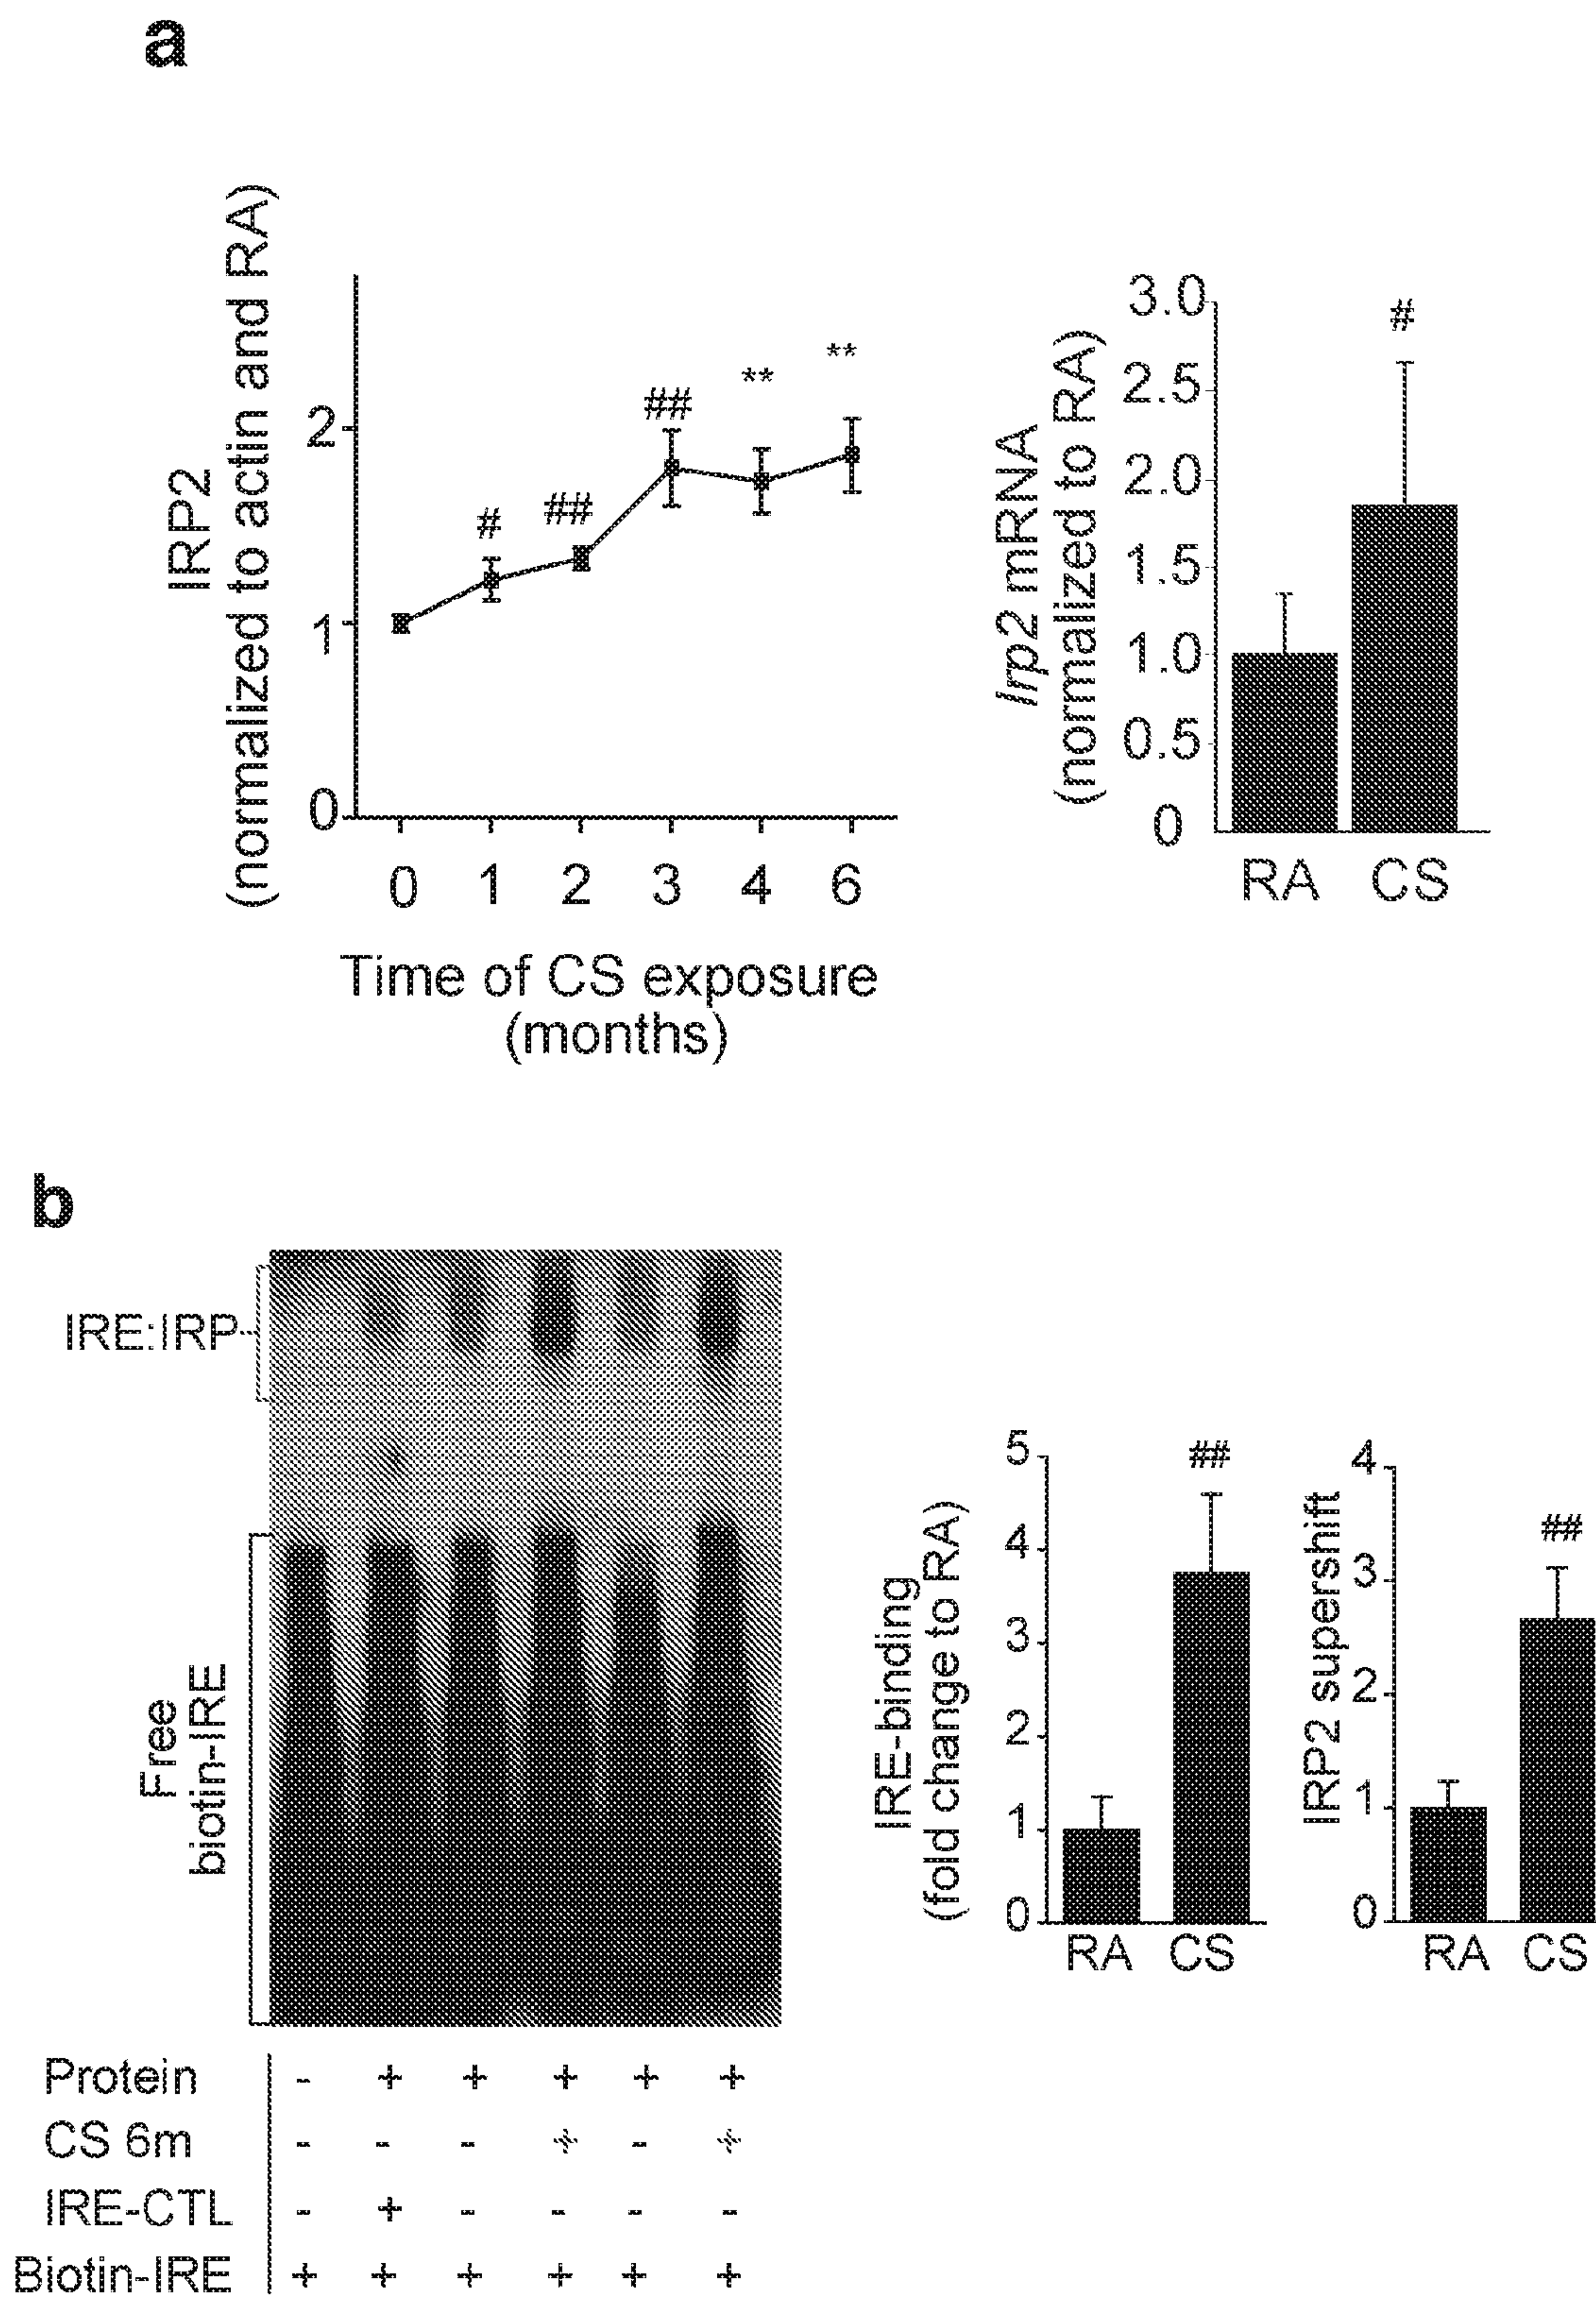 a
IRP2
(normalized to actin and RA)
2
1
0
#
##
##
**
**
0 1 2 3 4 6
Time of CS exposure
(months)
Irp2 mRNA
(normalized to RA)
3.0
2.5
2.0
1.5
1.0
0.5
0
#
RA CS
b
IRE:IRP
Free
biotin-IRE
Protein - + + + + +
CS 6m - - - + - +
IRE-CTL - + - - - -
Biotin-IRE + + + + + +
IRE-binding
(fold change to RA)
5
4
3
2
1
0
##
RA CS
IRP2 supershift
4
3
2
1
0
##
RA CS